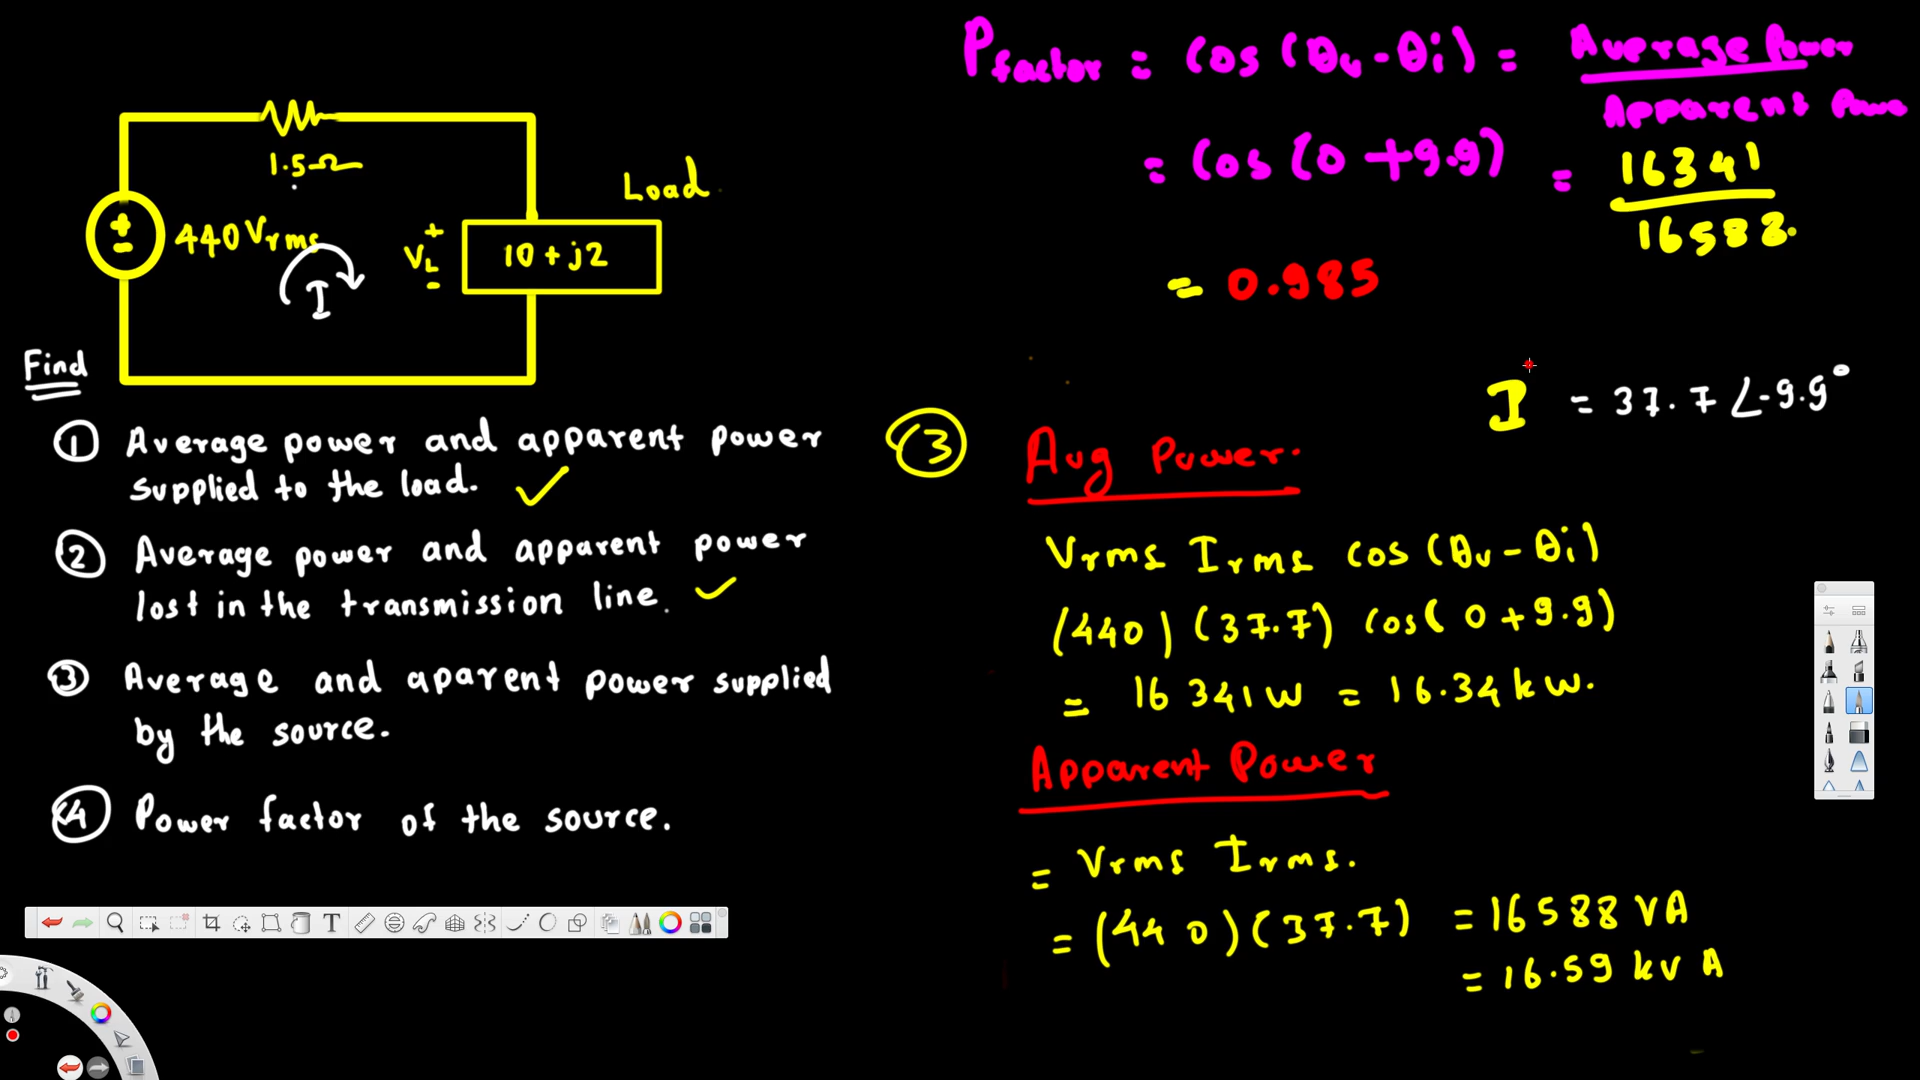 1.5Ω
Load
+
-
440Vrms
I
+
VL
-
10 + j2
Find
① Average power and apparent power
supplied to the load.
② Average power and apparent power
lost in the transmission line.
③ Average and aparent power supplied
by the source.
④ Power factor of the source.
T
Pfactor = cos (θv - θi) = Average Power
Apparent Powe
= cos (0 + 9.9) = 16341
16588.
= 0.985
I = 37.7 ∠-9.9°
③ Avg Power.
Vrms Irms cos (θv - θi)
(440) (37.7) cos( 0 + 9.9)
= 16341W = 16.34 kW.
Apparent Power
= Vrms Irms.
= (440)(37.7) = 16588 VA
= 16.59 kVA